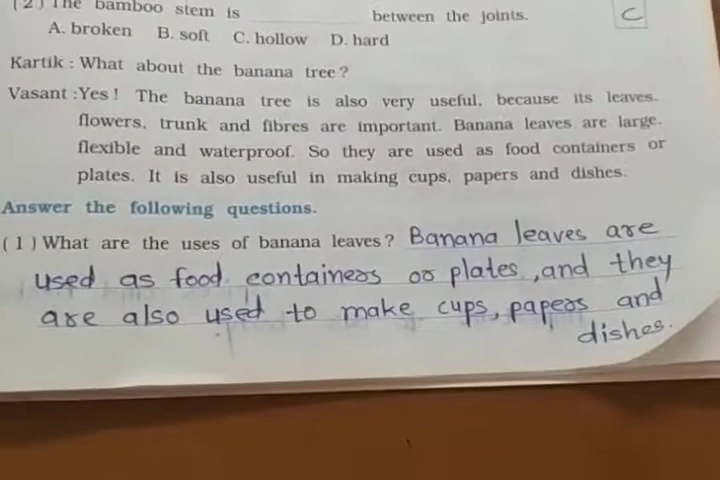 (2) The bamboo stem is ____________ between the joints. C
A. broken B. soft C. hollow D. hard
Kartik : What about the banana tree ?
Vasant :Yes ! The banana tree is also very useful, because its leaves,
flowers, trunk and fibres are important. Banana leaves are large,
flexible and waterproof. So they are used as food containers or
plates. It is also useful in making cups, papers and dishes.
Answer the following questions.
(1) What are the uses of banana leaves ? Banana leaves are
used as food containers or plates, and they
are also used to make cups, papers and
dishes.